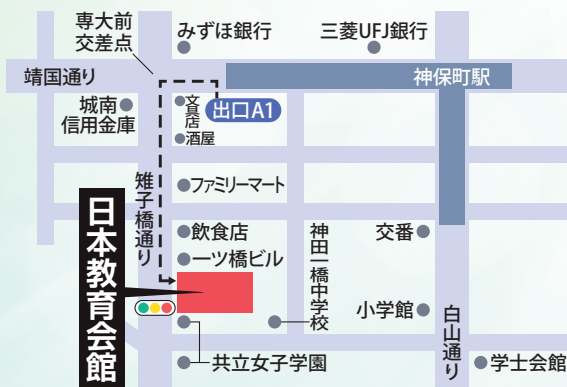 専大前
交差点
みずほ銀行
三菱UFJ銀行
靖国通り
神保町駅
城南
信用金庫
文具店
出口A1
酒屋
雉子橋通り
ファミリーマート
日本教育会館
飲食店
一ツ橋ビル
神田一橋中学校
交番
小学館
白山通り
共立女子学園
学士会館